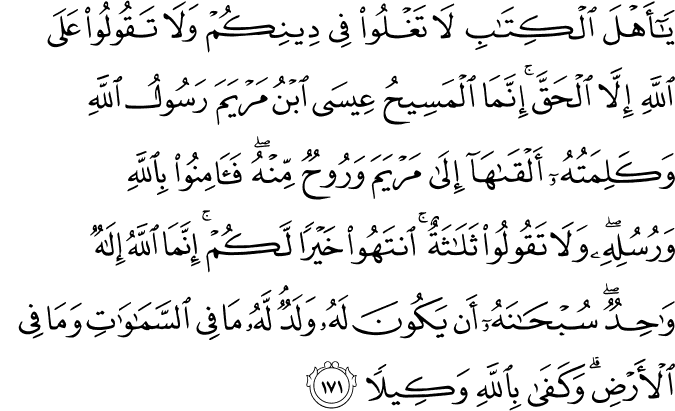 يَـٰٓأَهْلَ ٱلْكِتَـٰبِ لَا تَغْلُوا۟ فِى دِينِكُمْ وَلَا تَقُولُوا۟ عَلَى
ٱللَّهِ إِلَّا ٱلْحَقَّ ۚ إِنَّمَا ٱلْمَسِيحُ عِيسَى ٱبْنُ مَرْيَمَ رَسُولُ ٱللَّهِ
وَكَلِمَتُهُۥٓ أَلْقَىٰهَآ إِلَىٰ مَرْيَمَ وَرُوحٌ مِّنْهُ ۖ فَـَٔامِنُوا۟ بِٱللَّهِ
وَرُسُلِهِۦ ۖ وَلَا تَقُولُوا۟ ثَلَـٰثَةٌ ۚ ٱنتَهُوا۟ خَيْرًا لَّكُمْ ۚ إِنَّمَا ٱللَّهُ إِلَـٰهٌ
وَٰحِدٌ ۖ سُبْحَـٰنَهُۥٓ أَن يَكُونَ لَهُۥ وَلَدٌ ۘ لَّهُۥ مَا فِى ٱلسَّمَـٰوَٰتِ وَمَا فِى
ٱلْأَرْضِ ۗ وَكَفَىٰ بِٱللَّهِ وَكِيلًا ١٧١